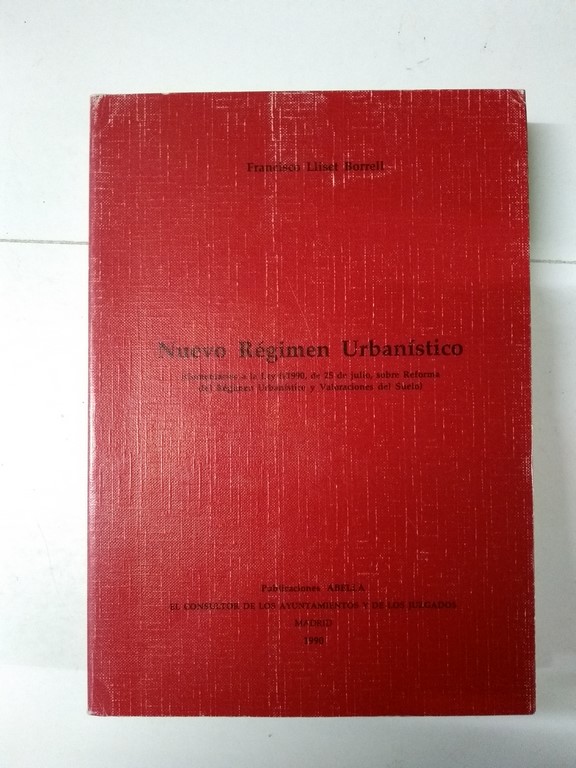 Francisco Lliset Borrell
Nuevo Régimen Urbanístico
(Comentarios a la Ley 8/1990, de 25 de julio, sobre Reforma
del Régimen Urbanístico y Valoraciones del Suelo)
Publicaciones ABELLA
EL CONSULTOR DE LOS AYUNTAMIENTOS Y DE LOS JUZGADOS
MADRID
1990